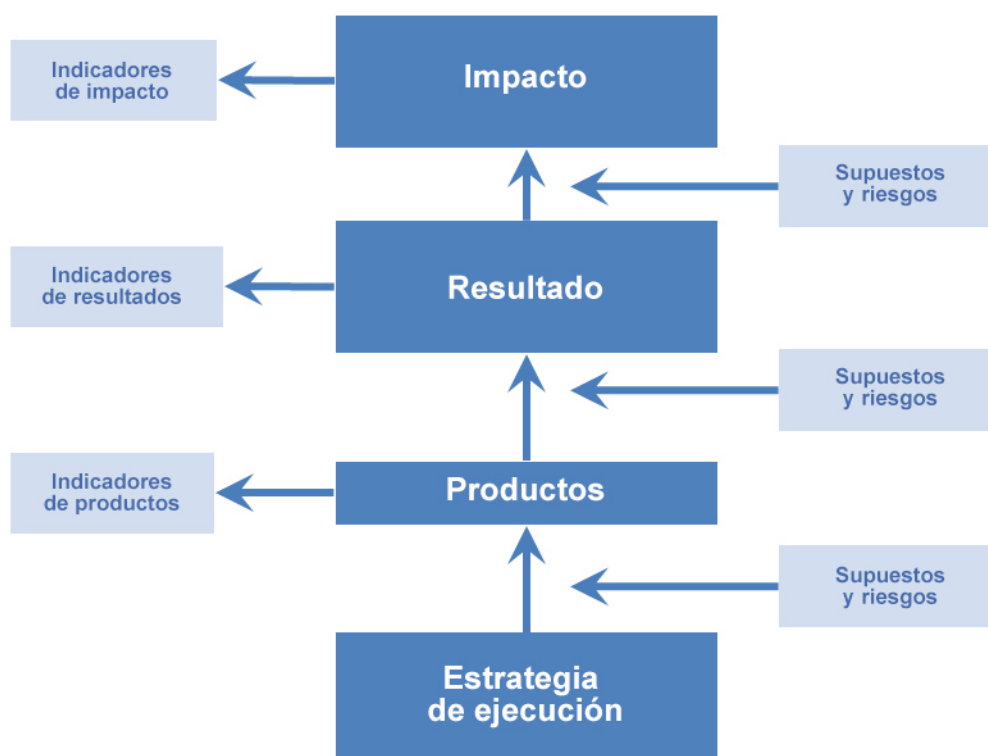 Impacto
Indicadores
de impacto
Supuestos
y riesgos
Resultado
Indicadores
de resultados
Supuestos
y riesgos
Productos
Indicadores
de productos
Supuestos
y riesgos
Estrategia
de ejecución